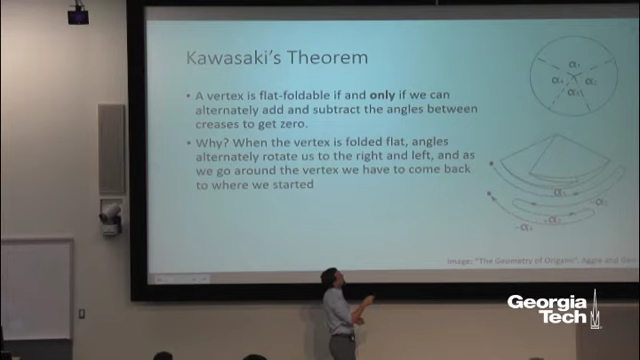 Kawasaki's Theorem
• A vertex is flat-foldable if and only if we can
alternately add and subtract the angles between
creases to get zero.
• Why? When the vertex is folded flat, angles
alternately rotate us to the right and left, and as
we go around the vertex we have to come back
to where we started
Image: "The Geometry of Origami". Aggie and
Georgia
Tech